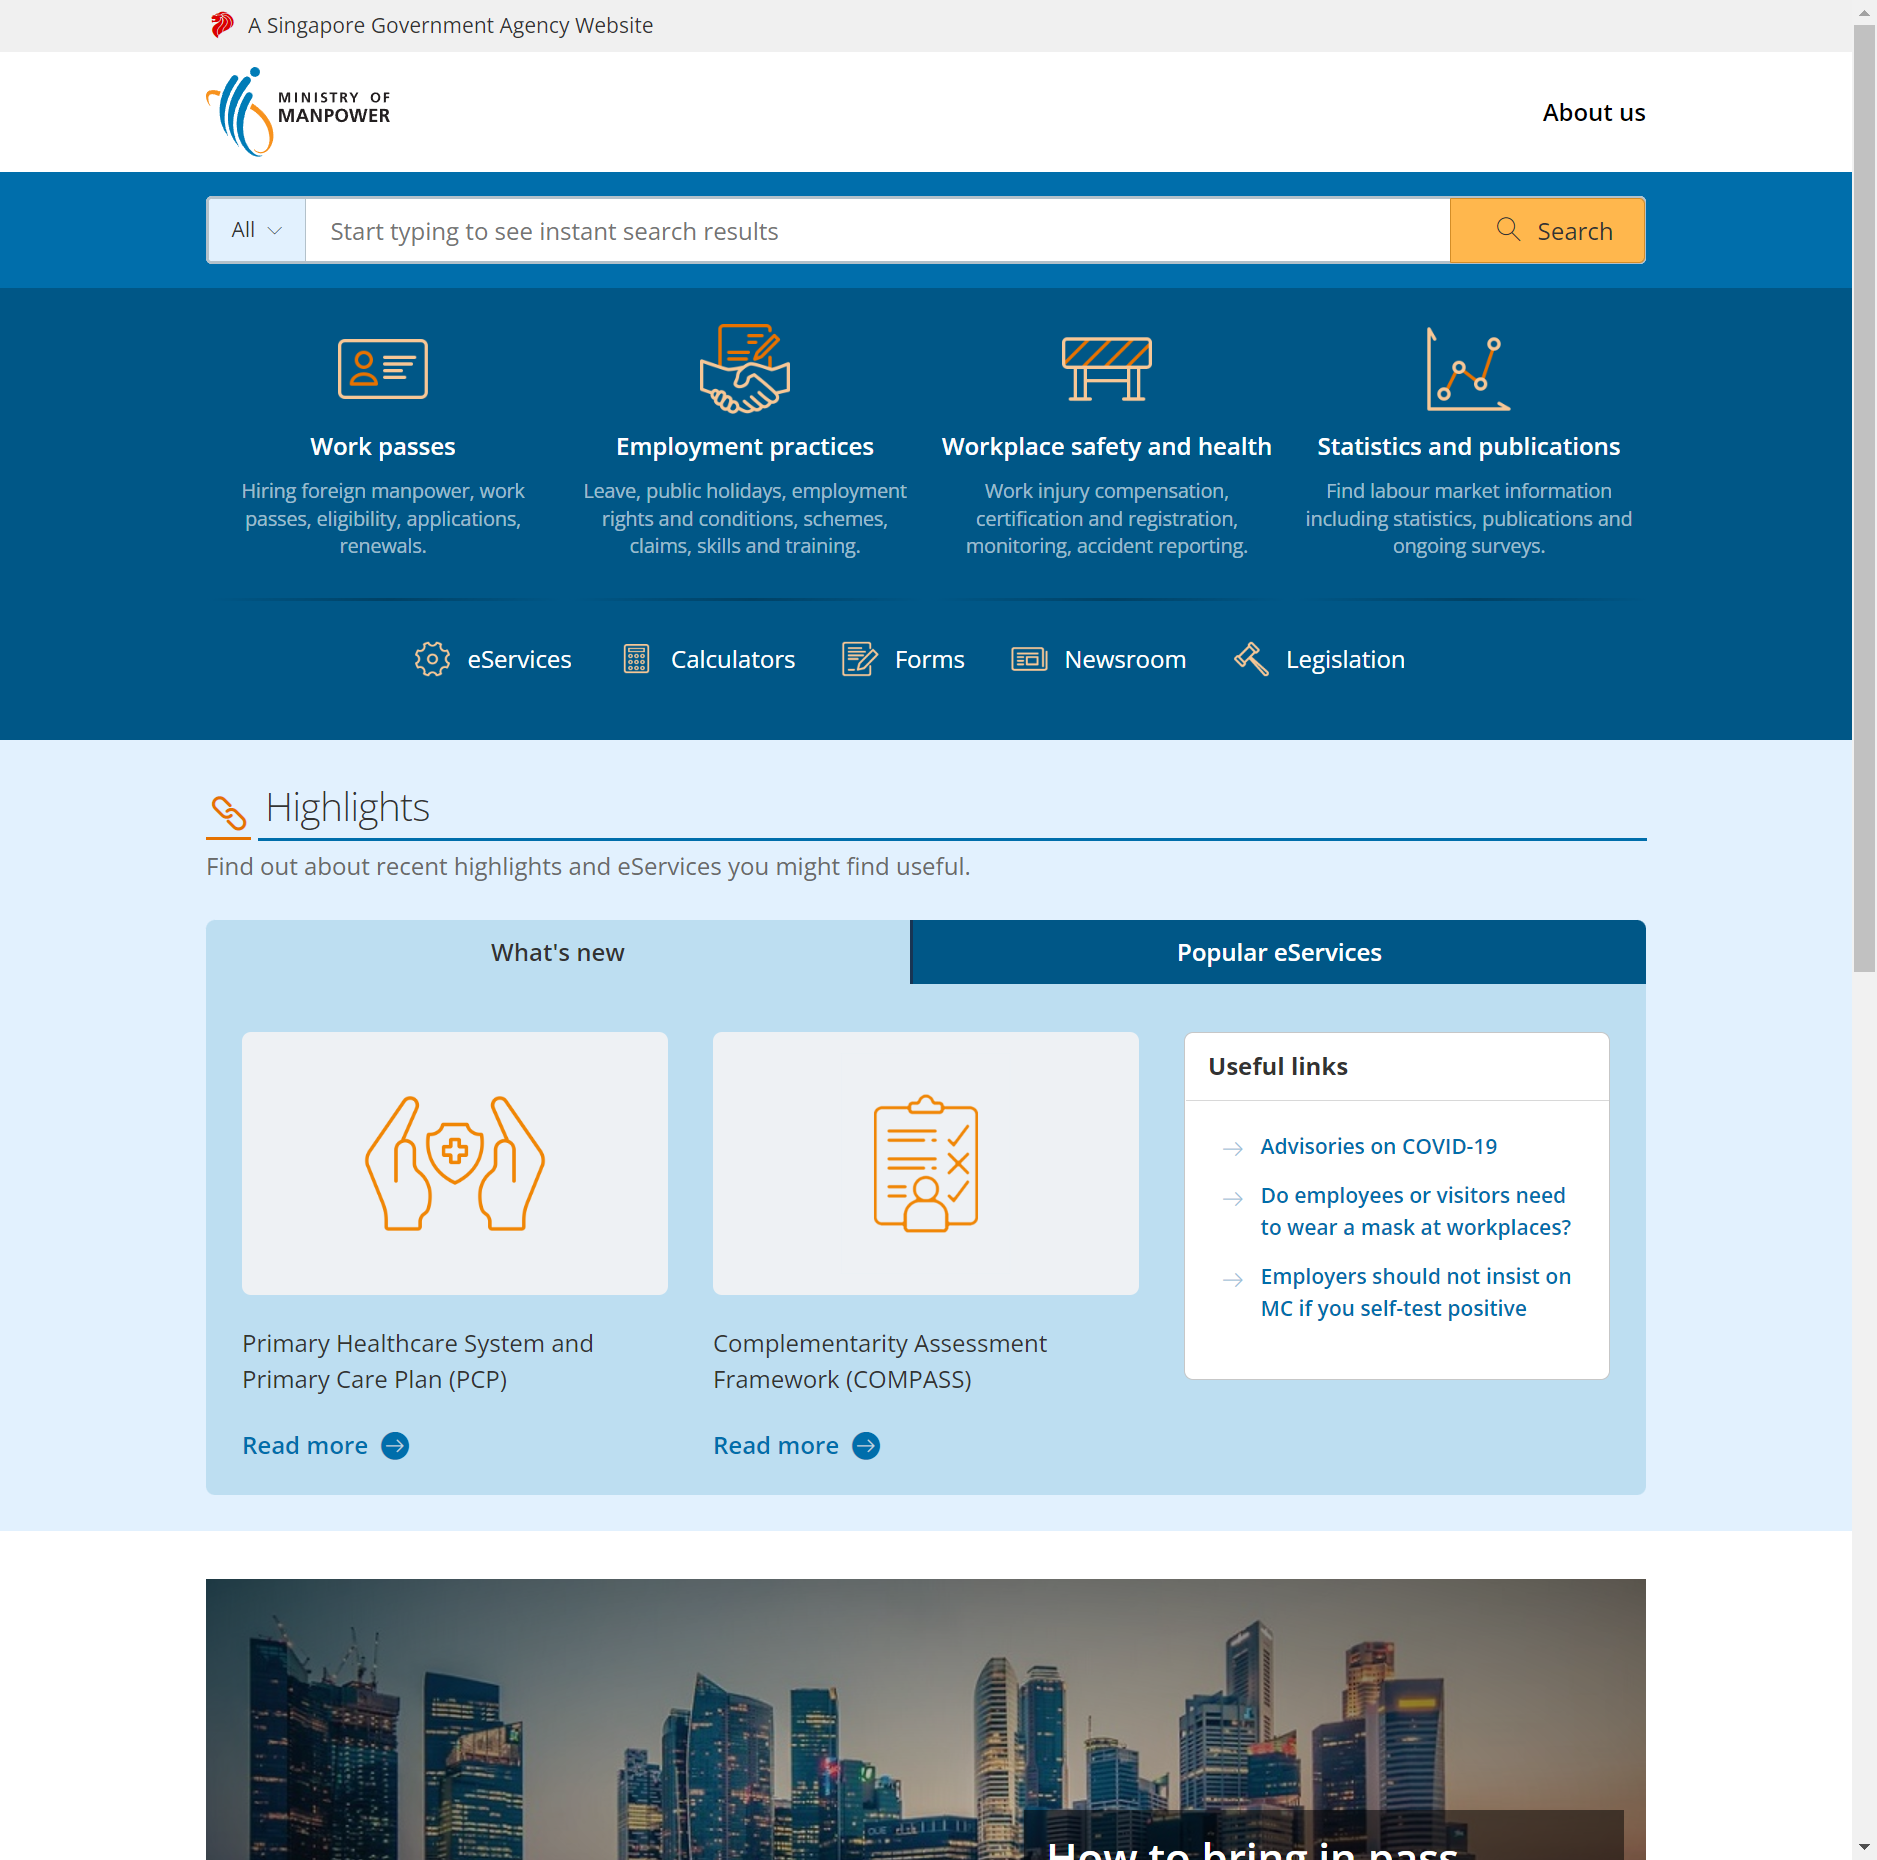 A Singapore Government Agency Website
MINISTRY OF
MANPOWER
About us
All
Start typing to see instant search results
Search
Work passes
Hiring foreign manpower, work
passes, eligibility, applications,
renewals.
Employment practices
Leave, public holidays, employment
rights and conditions, schemes,
claims, skills and training.
Workplace safety and health
Work injury compensation,
certification and registration,
monitoring, accident reporting.
Statistics and publications
Find labour market information
including statistics, publications and
ongoing surveys.
eServices
Calculators
Forms
Newsroom
Legislation
Highlights
Find out about recent highlights and eServices you might find useful.
What's new
Popular eServices
Primary Healthcare System and
Primary Care Plan (PCP)
Read more
Complementarity Assessment
Framework (COMPASS)
Read more
Useful links
Advisories on COVID-19
Do employees or visitors need
to wear a mask at workplaces?
Employers should not insist on
MC if you self-test positive
How to bring in pass